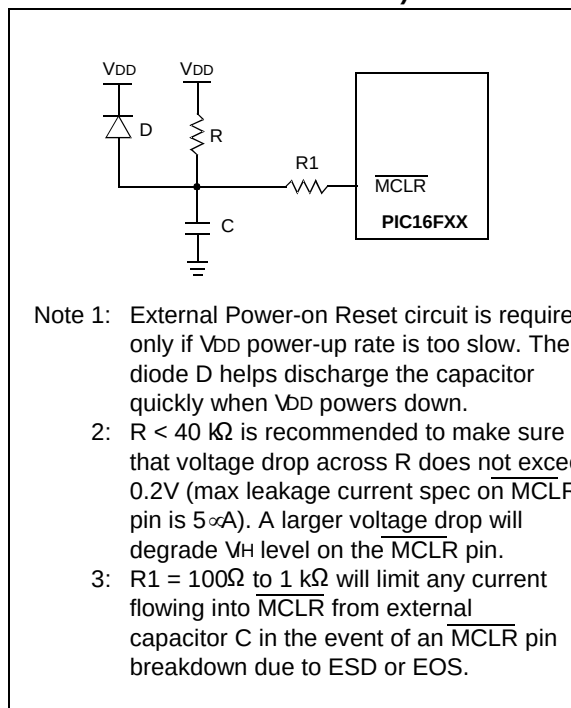 VDD VDD
D
R
R1
MCLR
C
PIC16FXX
Note 1: External Power-on Reset circuit is require
only if VDD power-up rate is too slow. The
diode D helps discharge the capacitor
quickly when VDD powers down.
2: R < 40 kΩ is recommended to make sure
that voltage drop across R does not excee
0.2V (max leakage current spec on MCLR
pin is 5∝A). A larger voltage drop will
degrade VIH level on the MCLR pin.
3: R1 = 100Ω to 1 kΩ will limit any current
flowing into MCLR from external
capacitor C in the event of an MCLR pin
breakdown due to ESD or EOS.